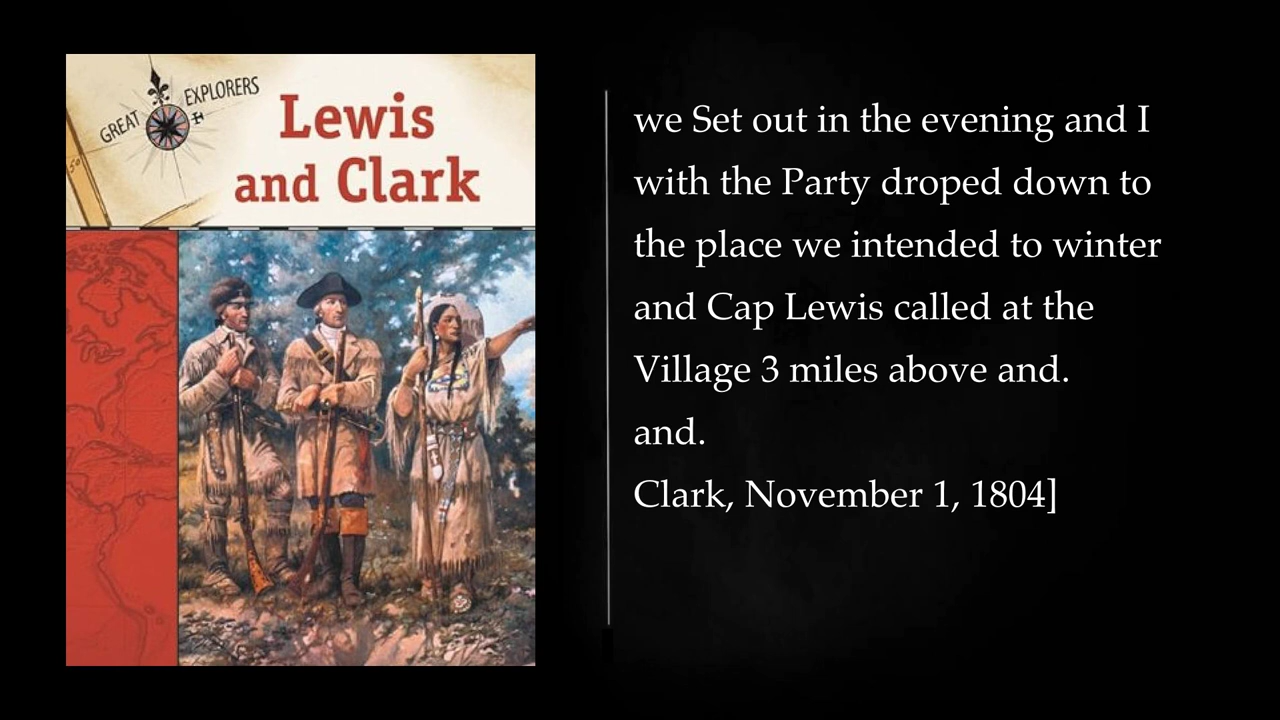 GREAT EXPLORERS
Lewis
and Clark
50
we Set out in the evening and I
with the Party droped down to
the place we intended to winter
and Cap Lewis called at the
Village 3 miles above and.
and.
Clark, November 1, 1804]